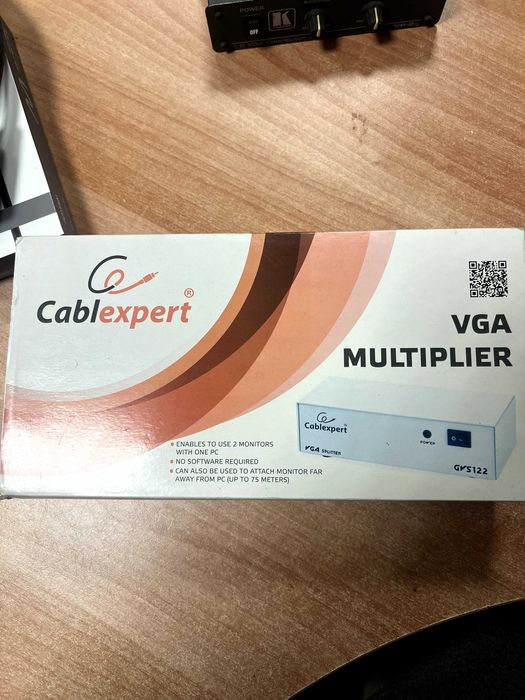 POWER
OFF
K
Cablexpert®
VGA
MULTIPLIER
ENABLES TO USE 2 MONITORS
WITH ONE PC
NO SOFTWARE REQUIRED
CAN ALSO BE USED TO ATTACH MONITOR FAR
AWAY FROM PC (UP TO 75 METERS)
Cablexpert®
VGA SPLITTER
POWER
GVS122